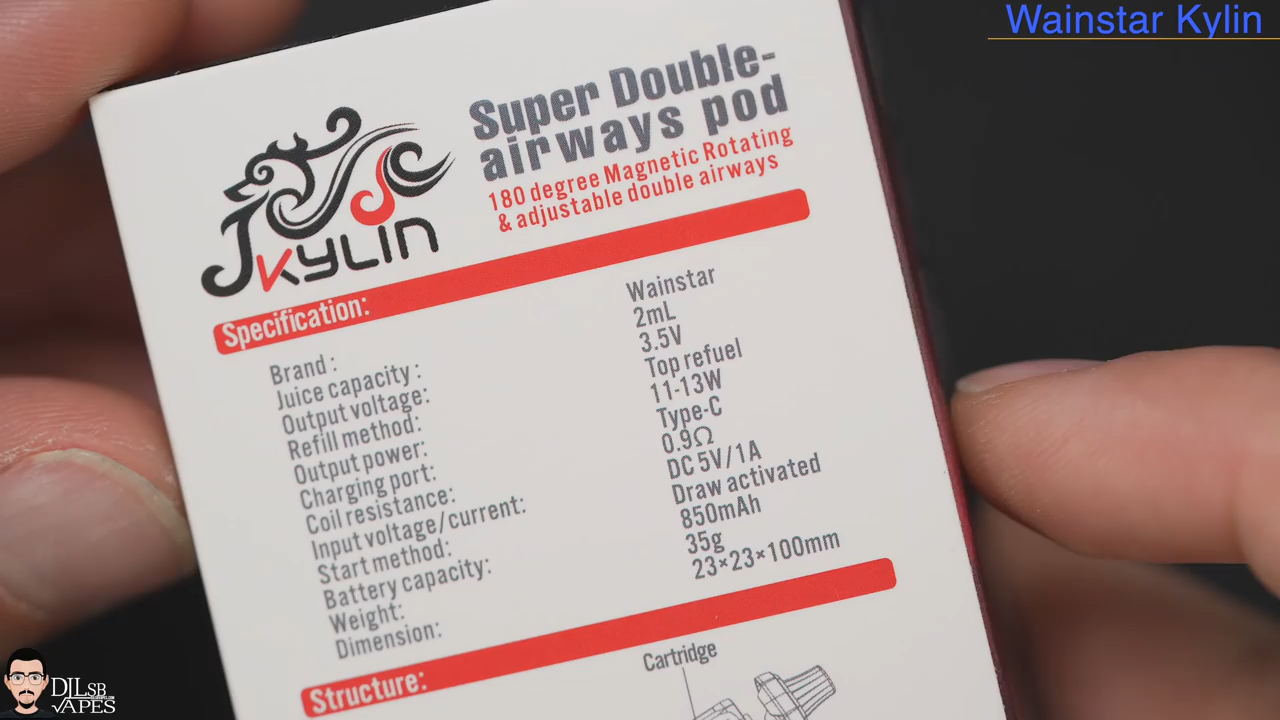 Wainstar Kylin
Super Double-
airways pod
180 degree Magnetic Rotating
& adjustable double airways
KYLIN
Specification:
Brand : Wainstar
Juice capacity : 2mL
Output voltage: 3.5V
Refill method: Top refuel
Output power: 11-13W
Charging port: Type-C
Coil resistance: 0.9Ω
Input voltage/current: DC 5V/1A
Start method: Draw activated
Battery capacity: 850mAh
Weight: 35g
Dimension: 23×23×100mm
Structure:
Cartridge
DJLSB
VAPES